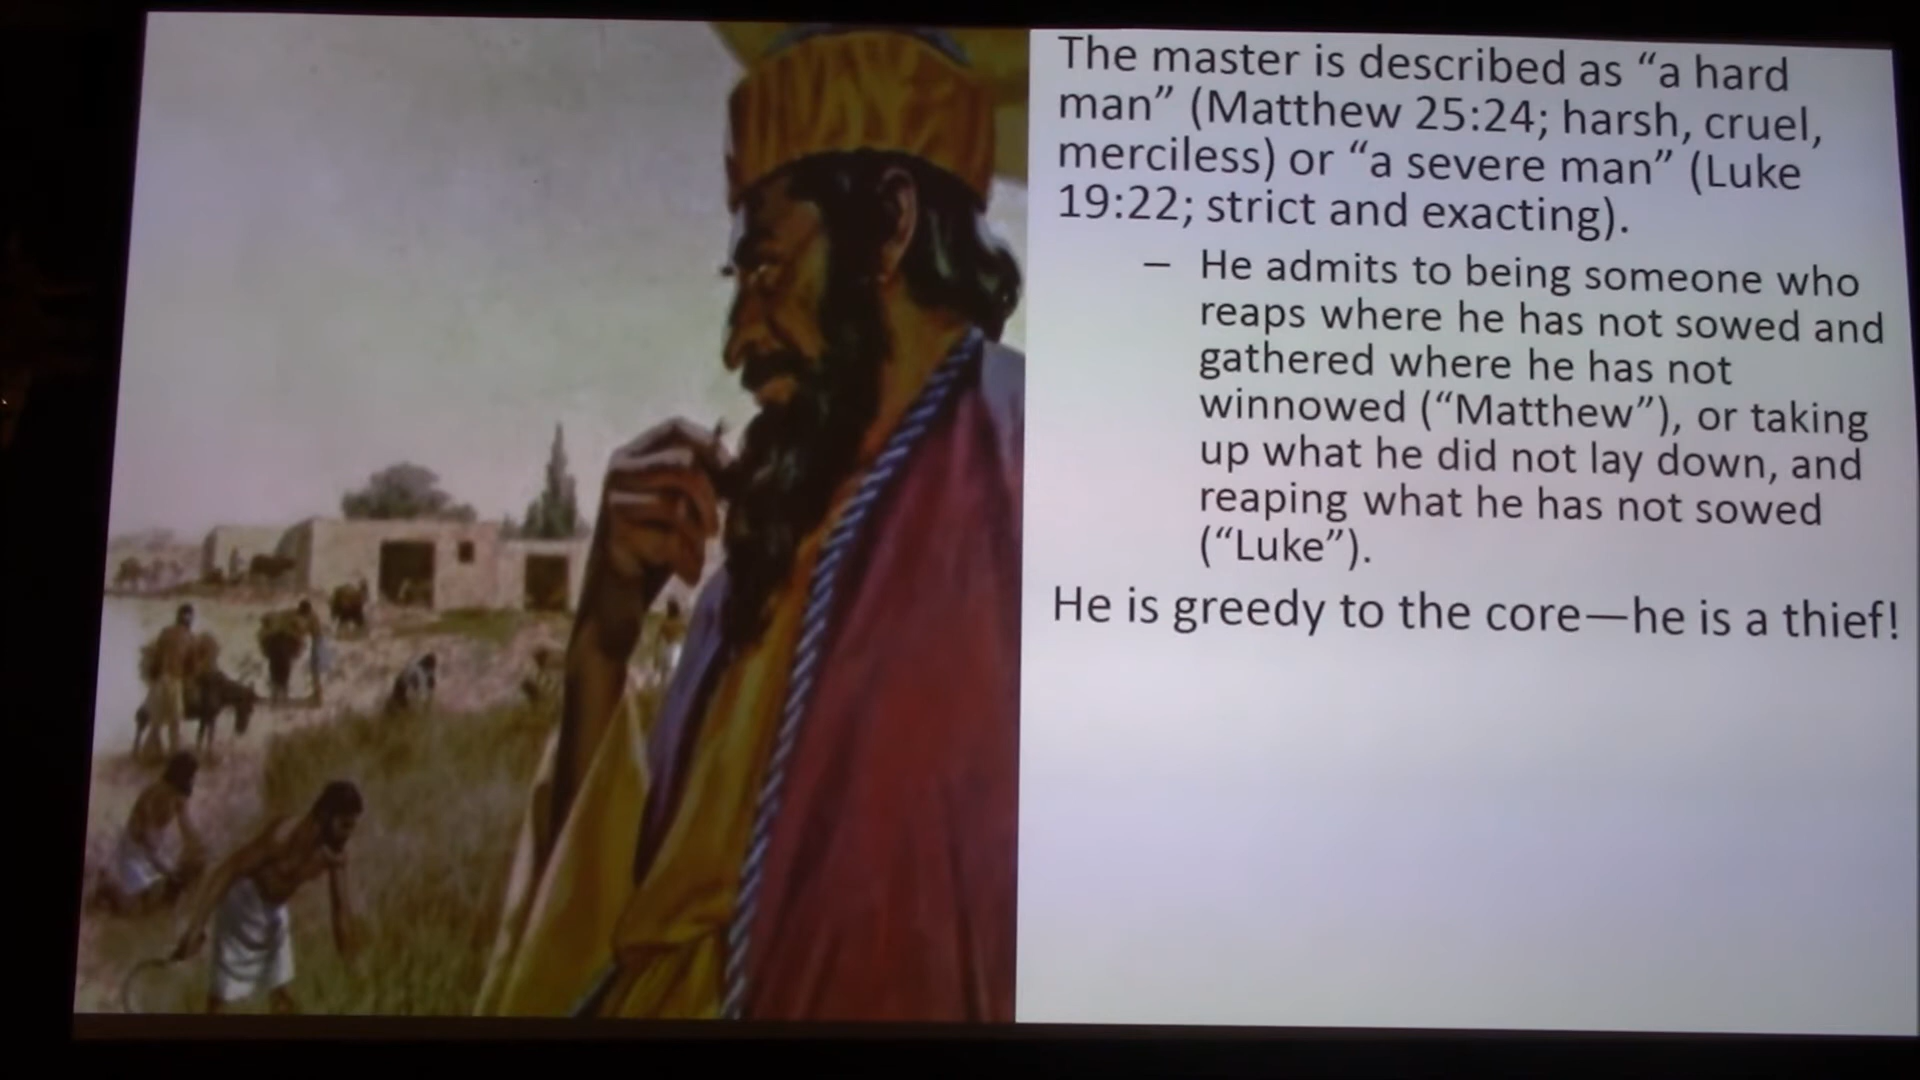 The master is described as “a hard
man” (Matthew 25:24; harsh, cruel,
merciless) or “a severe man” (Luke
19:22; strict and exacting).
– He admits to being someone who
reaps where he has not sowed and
gathered where he has not
winnowed (“Matthew”), or taking
up what he did not lay down, and
reaping what he has not sowed
(“Luke”).
He is greedy to the core—he is a thief!